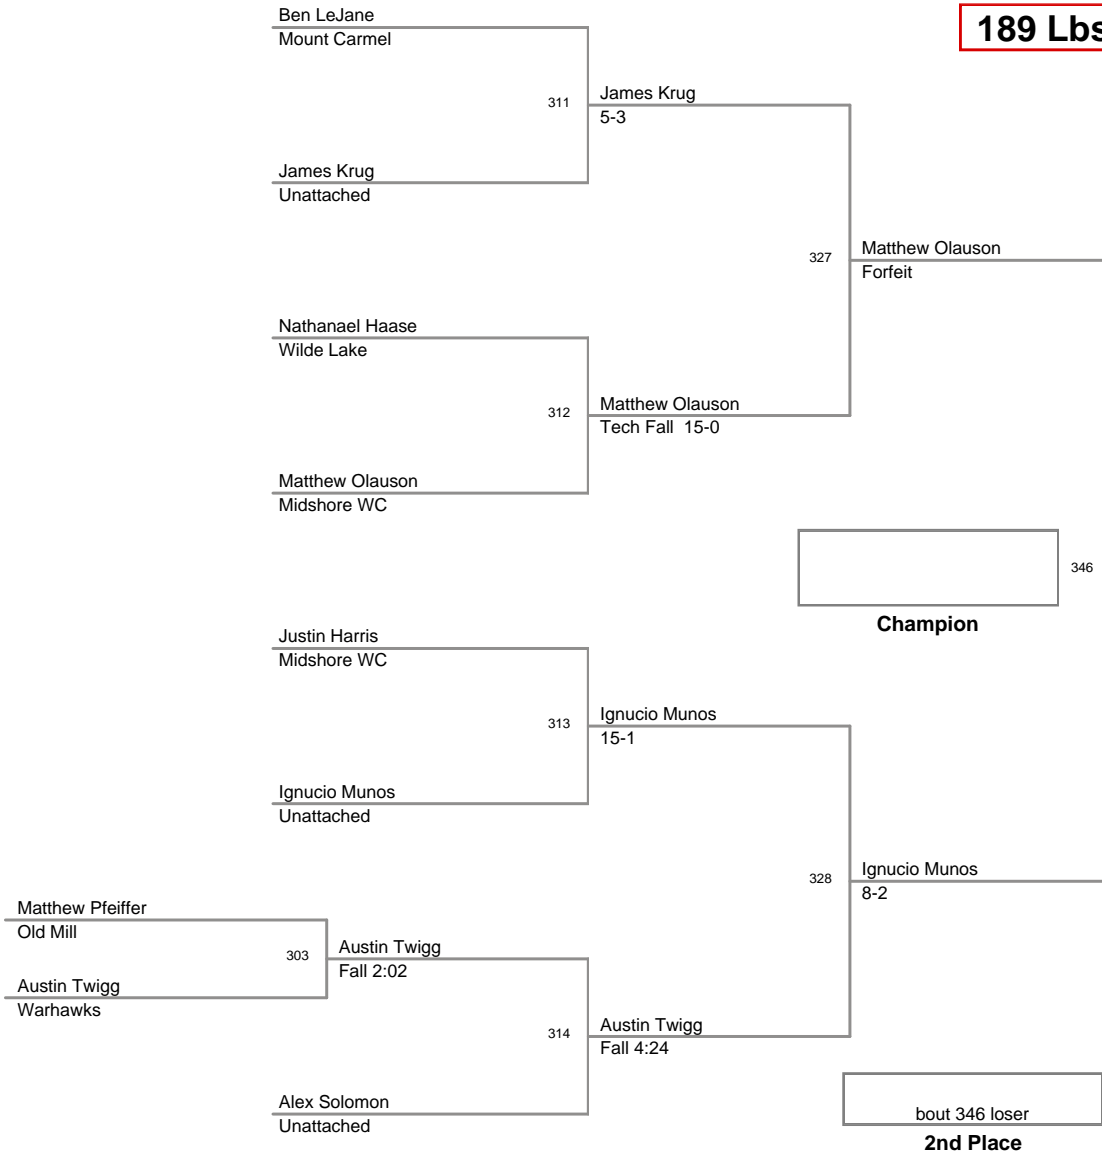 Ben LeJane
Mount Carmel
189 Lbs
311
James Krug
5-3
James Krug
Unattached
327
Matthew Olauson
Forfeit
Nathanael Haase
Wilde Lake
312
Matthew Olauson
Tech Fall 15-0
Matthew Olauson
Midshore WC
346
Champion
Justin Harris
Midshore WC
313
Ignucio Munos
15-1
Ignucio Munos
Unattached
328
Ignucio Munos
8-2
Matthew Pfeiffer
Old Mill
303
Austin Twigg
Fall 2:02
Austin Twigg
Warhawks
314
Austin Twigg
Fall 4:24
Alex Solomon
Unattached
bout 346 loser
2nd Place